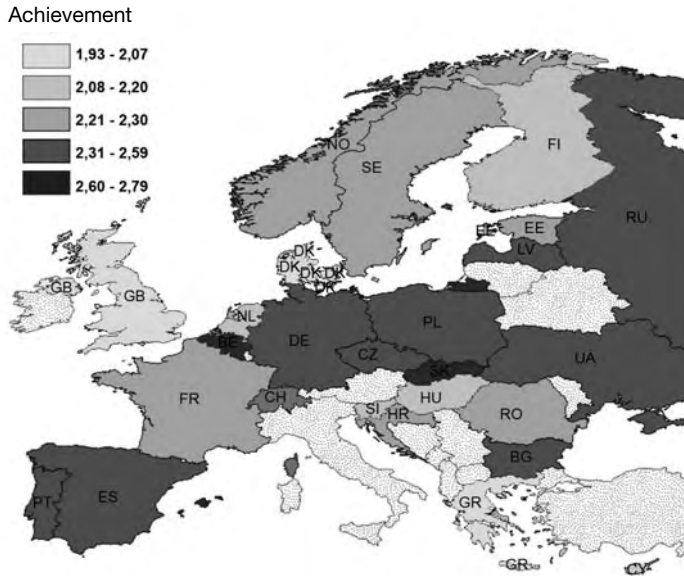 Achievement
1,93 - 2,07
2,08 - 2,20
2,21 - 2,30
2,31 - 2,59
2,60 - 2,79
NO
SE
FI
RU
EE
EE
LV
DK
DK
DK
DK
DK
GB
GB
NL
BE
DE
PL
CZ
SK
UA
FR
CH
HU
SI
HR
RO
BG
PT
ES
GR
GR
CY